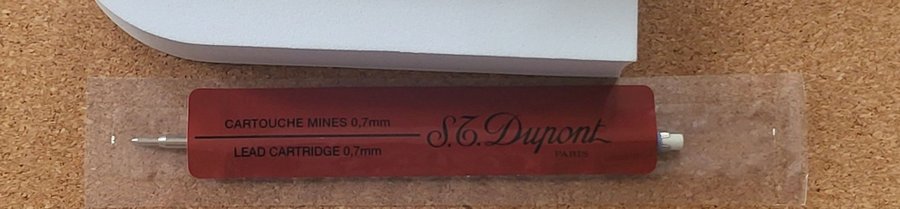 CARTOUCHE MINES 0,7mm
LEAD CARTRIDGE 0,7mm
S.T. Dupont
PARIS